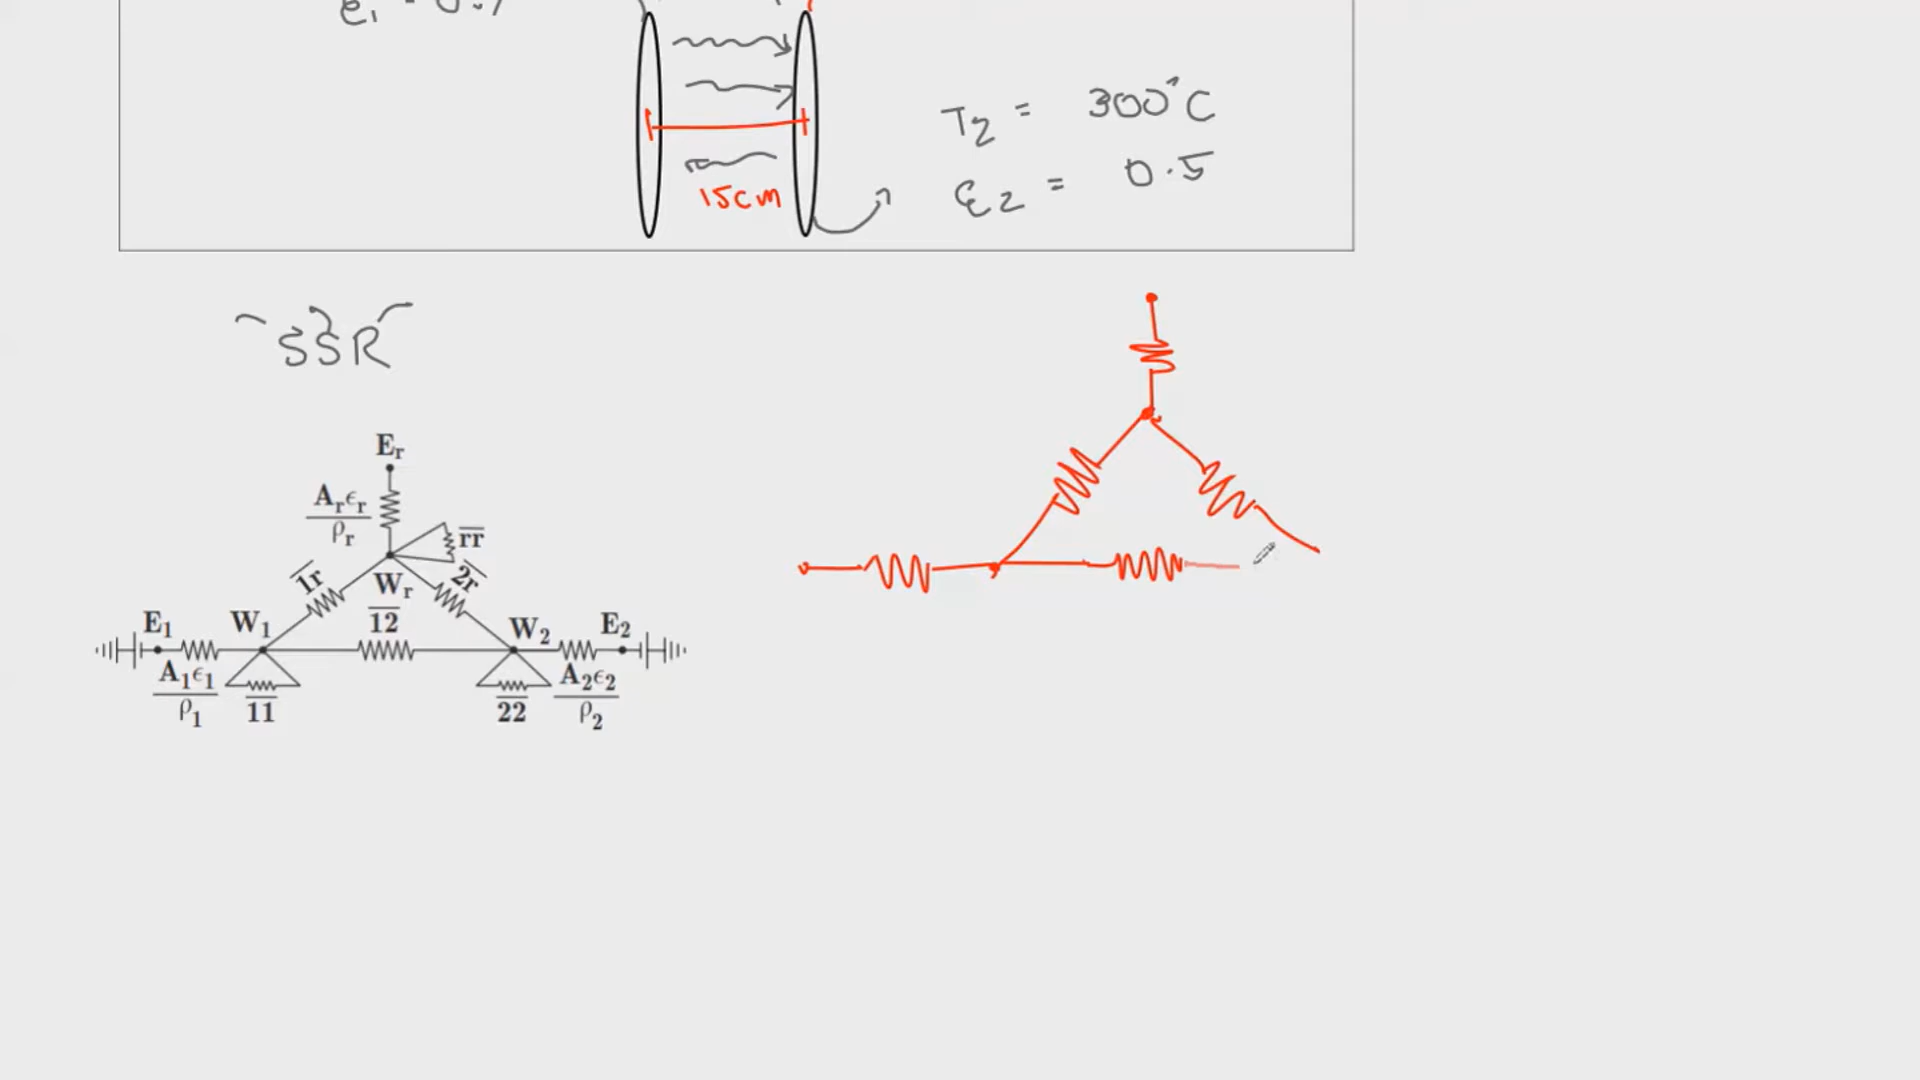 T₂ = 300°C
ε₂ = 0.5
15cm
SSR
Eᵣ
Aᵣϵᵣ
ρᵣ
rr
1r
2r
Wᵣ
12
E₁
W₁
W₂
E₂
A₁ϵ₁
ρ₁
11
22
A₂ϵ₂
ρ₂